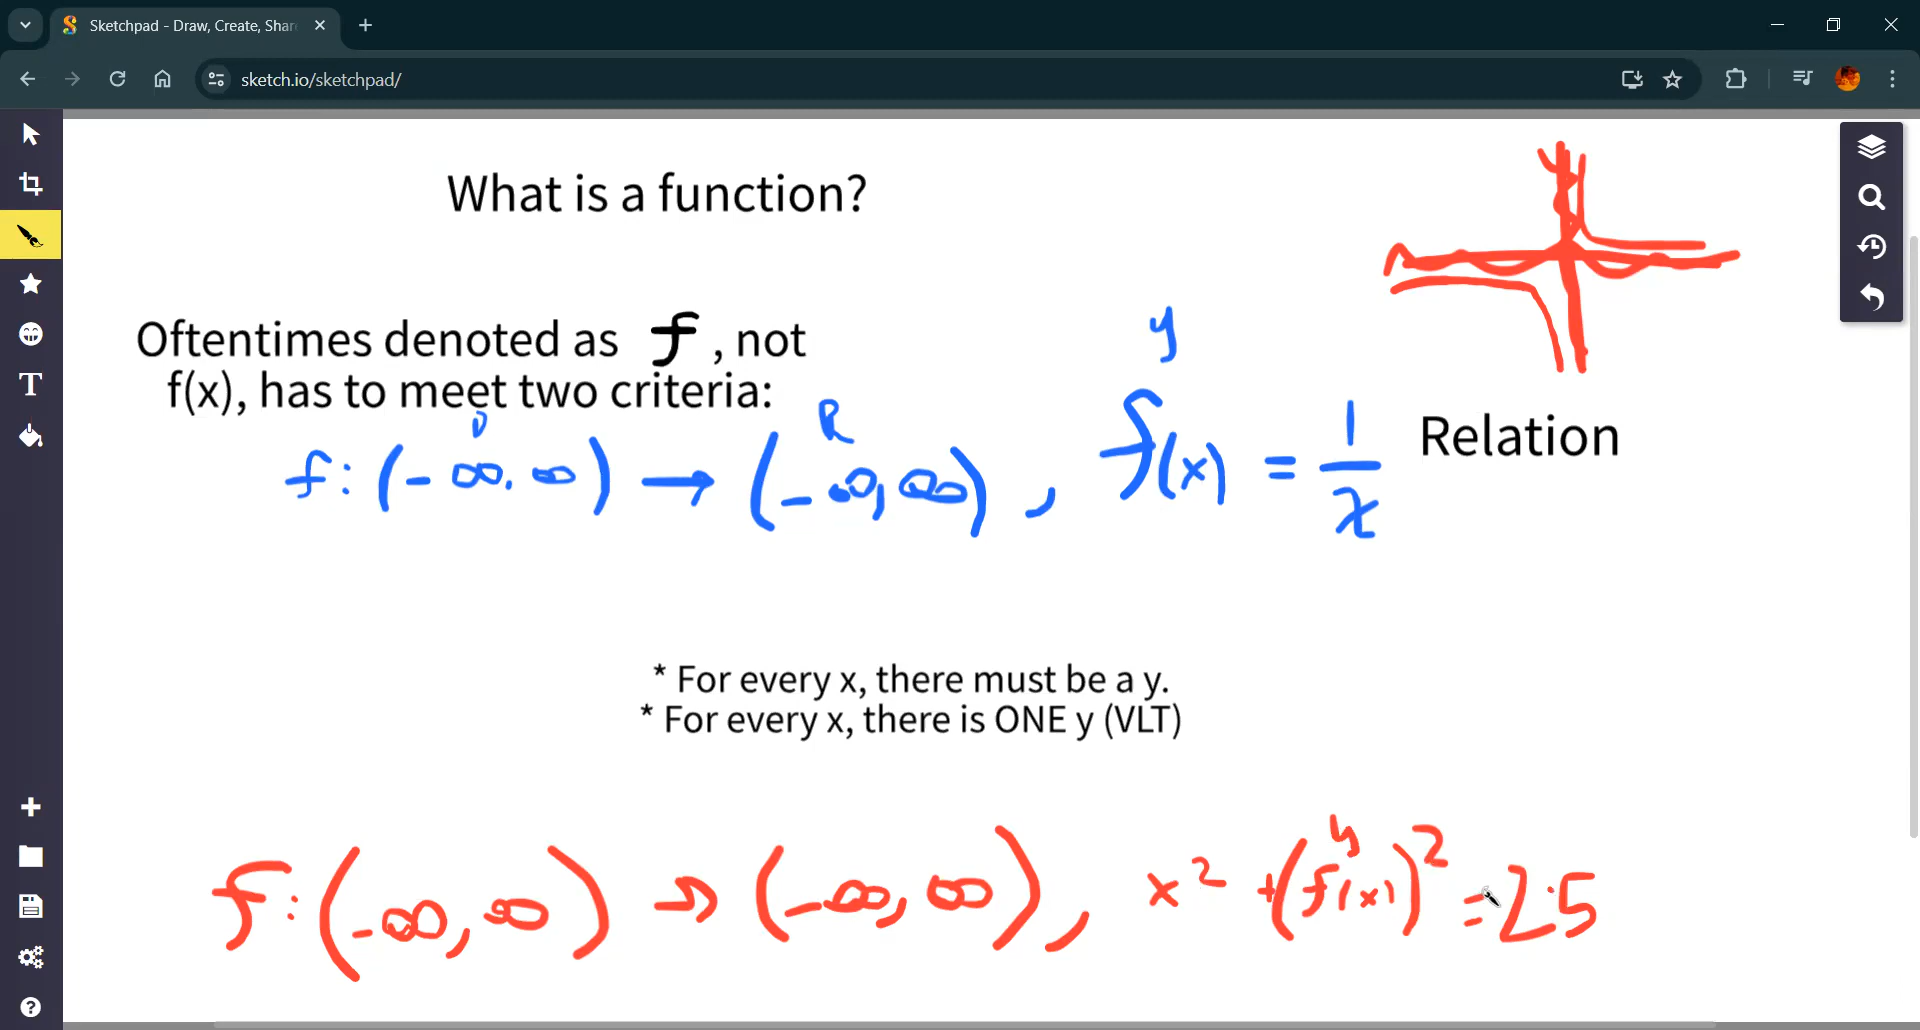 Sketchpad - Draw, Create, Shar
sketch.io/sketchpad/
What is a function?
Oftentimes denoted as f, not
f(x), has to meet two criteria:
y
D R
f: (-∞, ∞) → (-∞, ∞), f(x) = 1/x
Relation
* For every x, there must be a y.
* For every x, there is ONE y (VLT)
y
f: (-∞, ∞) → (-∞, ∞), x² + (f(x))² = 25